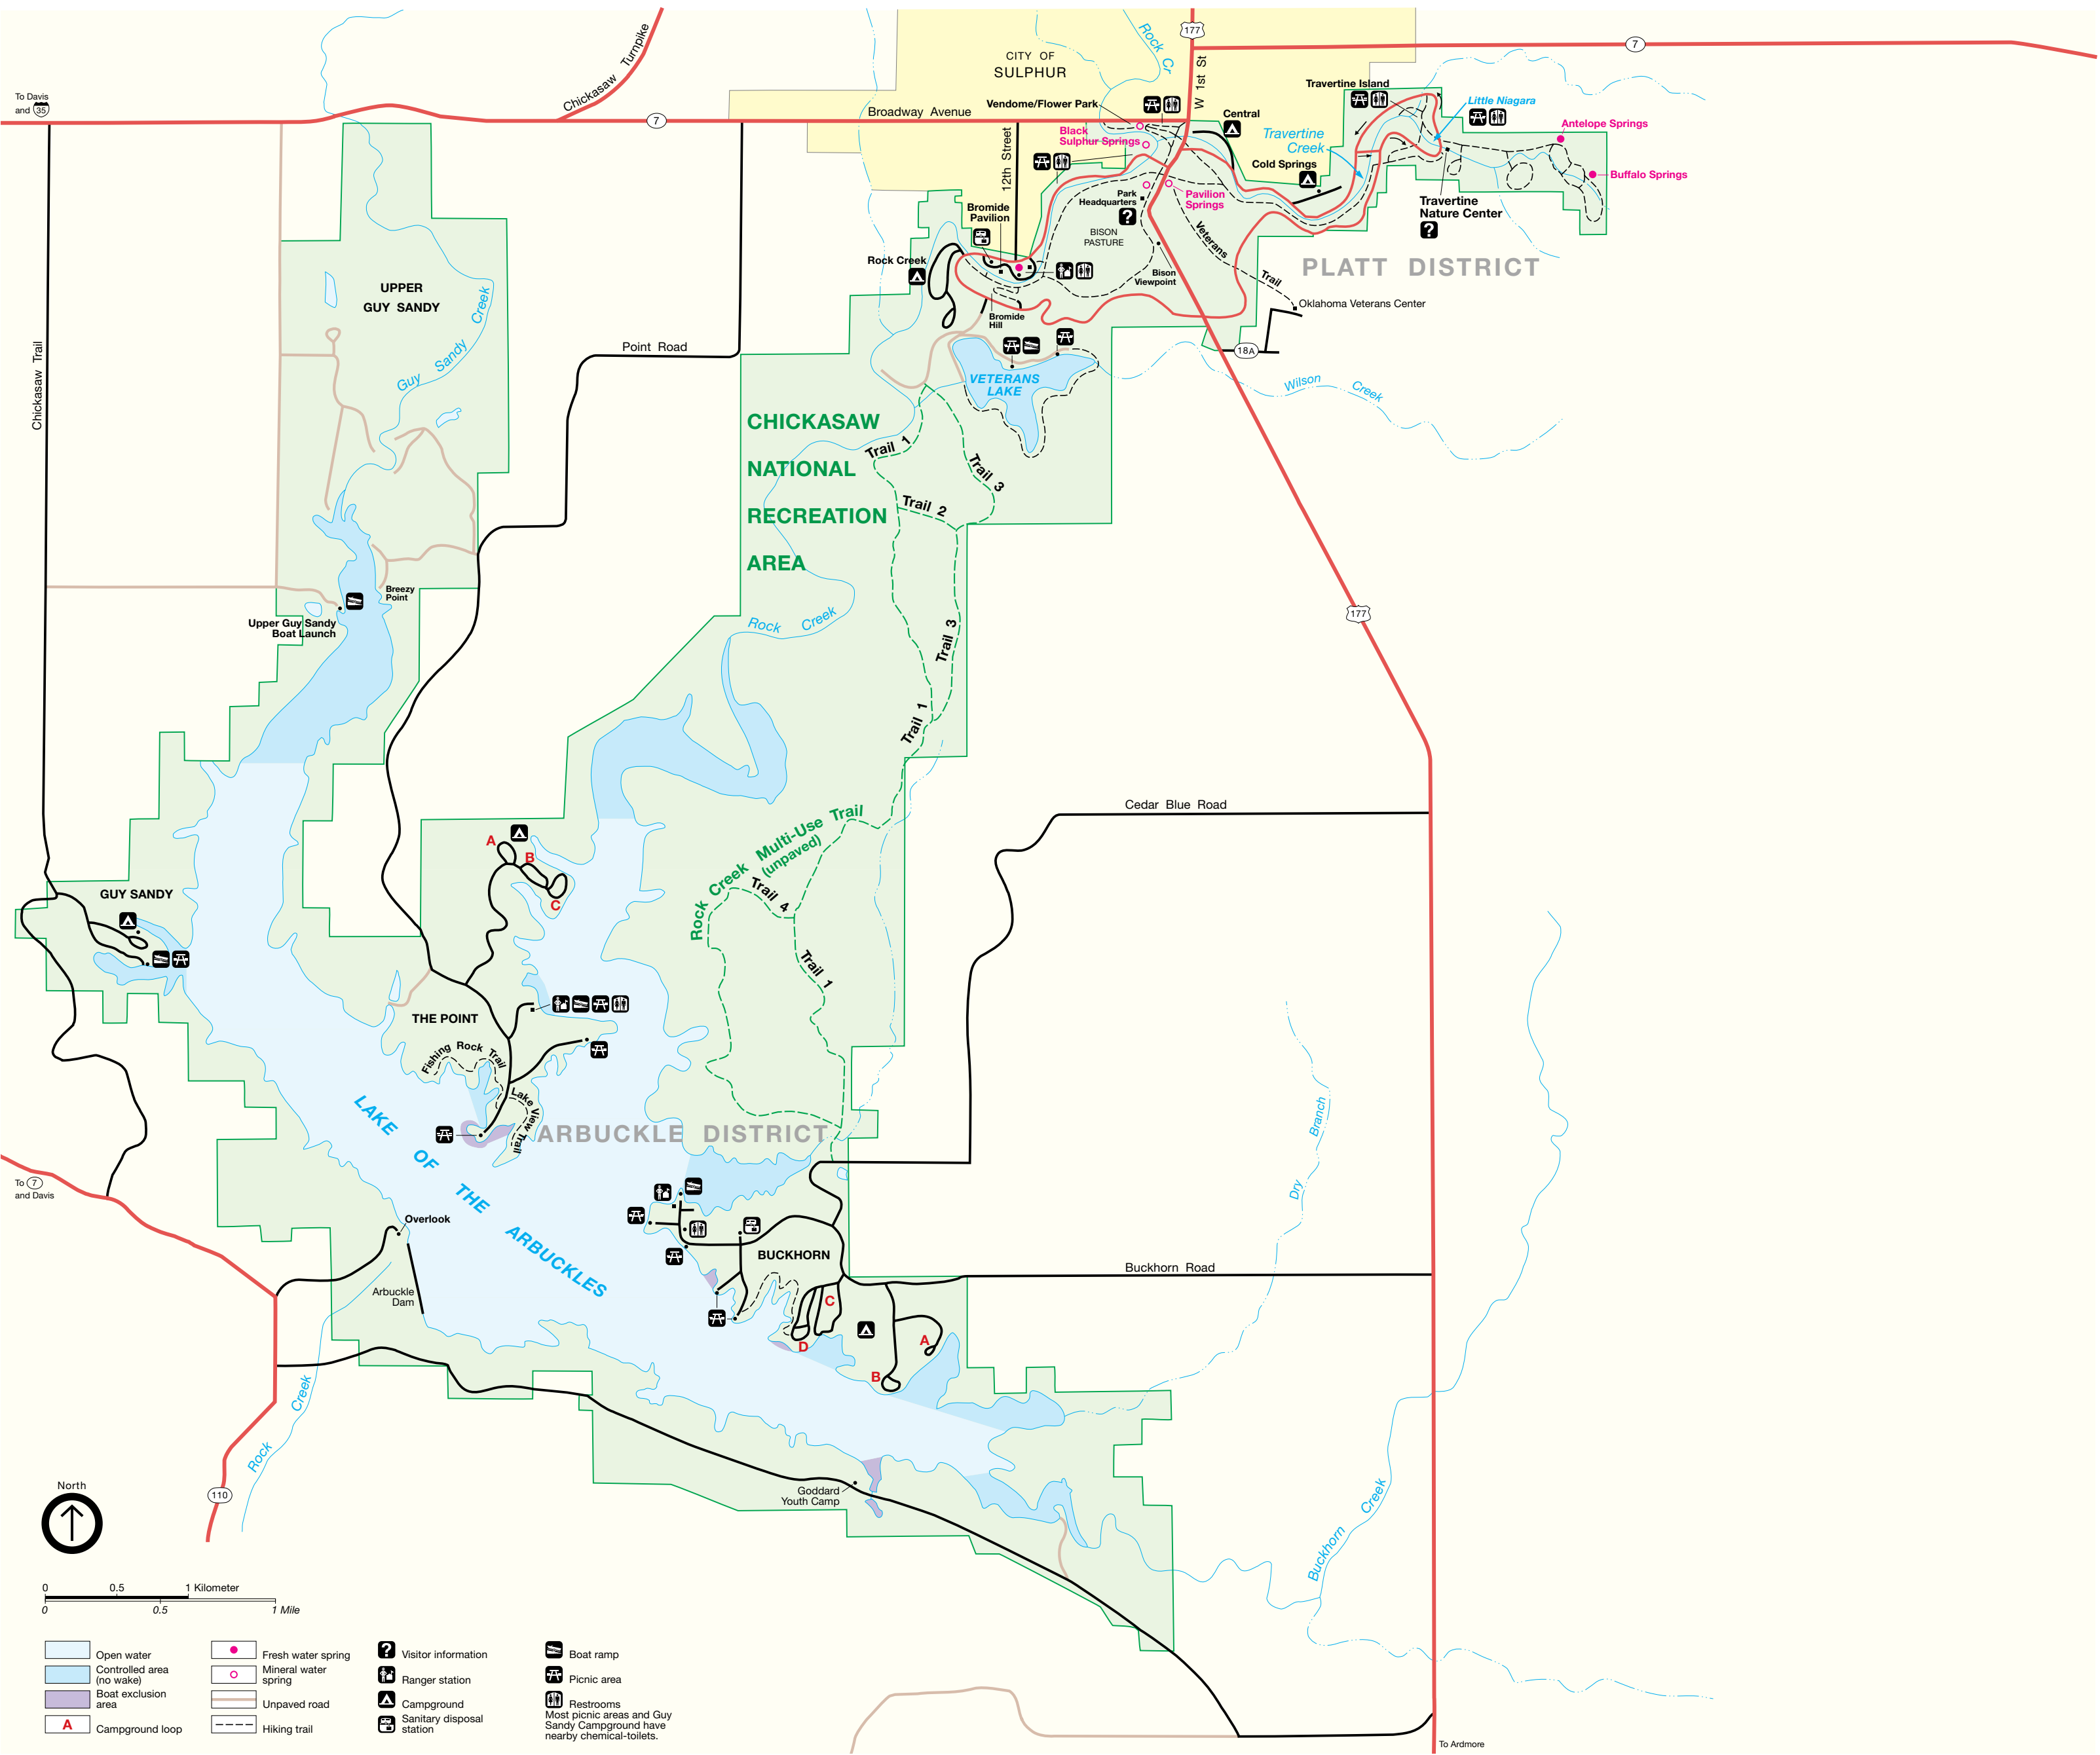 177
7
Rock Cr
CITY OF
SULPHUR
Chickasaw Turnpike
W 1st St
To Davis
and 35
Travertine Island
Little Niagara
Vendome/Flower Park
Broadway Avenue
7
Central
Antelope Springs
Black
Sulphur Springs
Travertine
Creek
12th Street
Cold Springs
Buffalo Springs
Park
Headquarters
Pavilion
Springs
Travertine
Nature Center
Bromide
Pavilion
BISON
PASTURE
Veterans Trail
Rock Creek
Bison
Viewpoint
PLATT DISTRICT
Oklahoma Veterans Center
UPPER
GUY SANDY
Guy Sandy Creek
Bromide
Hill
Point Road
18A
Chickasaw Trail
VETERANS
LAKE
Wilson Creek
CHICKASAW
NATIONAL
RECREATION
AREA
Trail 1
Trail 3
Trail 2
Breezy
Point
Upper Guy Sandy
Boat Launch
Rock Creek
177
Trail 3
Trail 1
Cedar Blue Road
A
B
C
Rock Creek Multi-Use Trail
(unpaved)
Trail 4
GUY SANDY
Trail 1
THE POINT
Fishing Rock Trail
Lake View Trail
LAKE OF THE ARBUCKLES
ARBUCKLE DISTRICT
Dry Branch
To 7
and Davis
Overlook
BUCKHORN
Buckhorn Road
Arbuckle
Dam
C
D
A
B
Rock Creek
110
Goddard
Youth Camp
Buckhorn Creek
North
0 0.5 1 Kilometer
0 0.5 1 Mile
Open water
Controlled area
(no wake)
Boat exclusion
area
A Campground loop
Fresh water spring
Mineral water
spring
Unpaved road
Hiking trail
? Visitor information
Ranger station
Campground
Sanitary disposal
station
Boat ramp
Picnic area
Restrooms
Most picnic areas and Guy
Sandy Campground have
nearby chemical-toilets.
To Ardmore